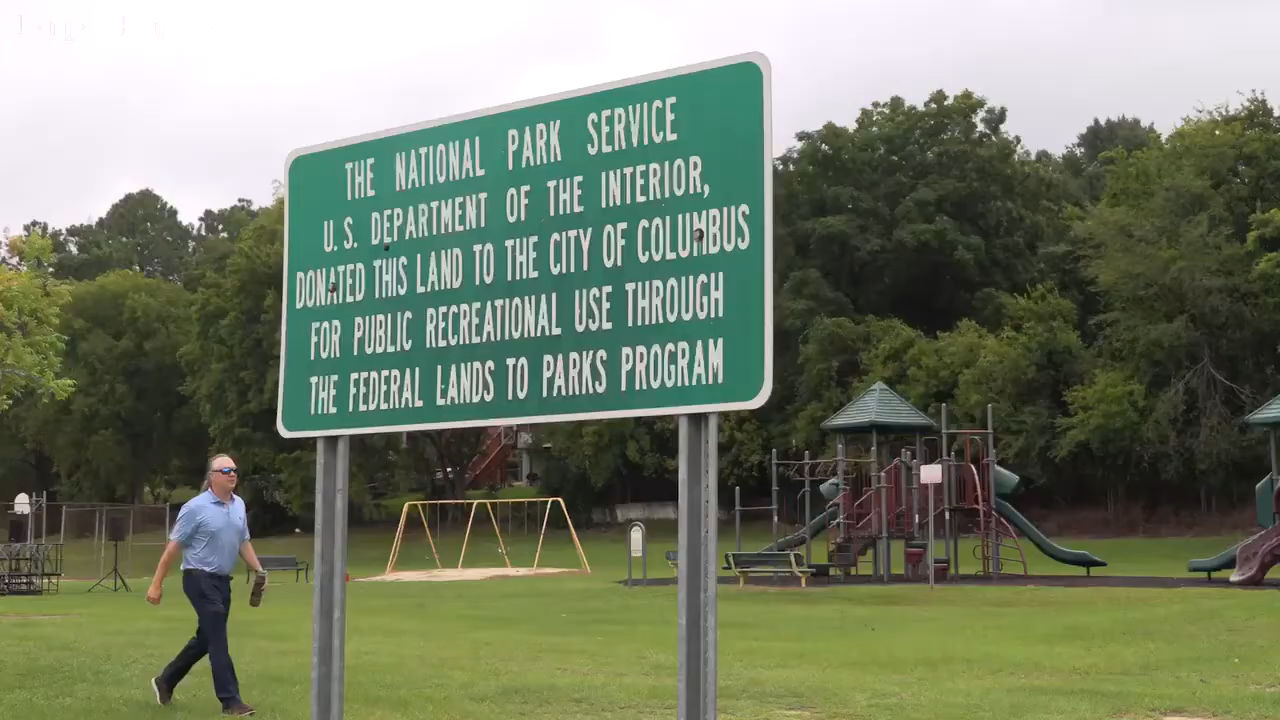 THE NATIONAL PARK SERVICE
U.S. DEPARTMENT OF THE INTERIOR,
DONATED THIS LAND TO THE CITY OF COLUMBUS
FOR PUBLIC RECREATIONAL USE THROUGH
THE FEDERAL LANDS TO PARKS PROGRAM